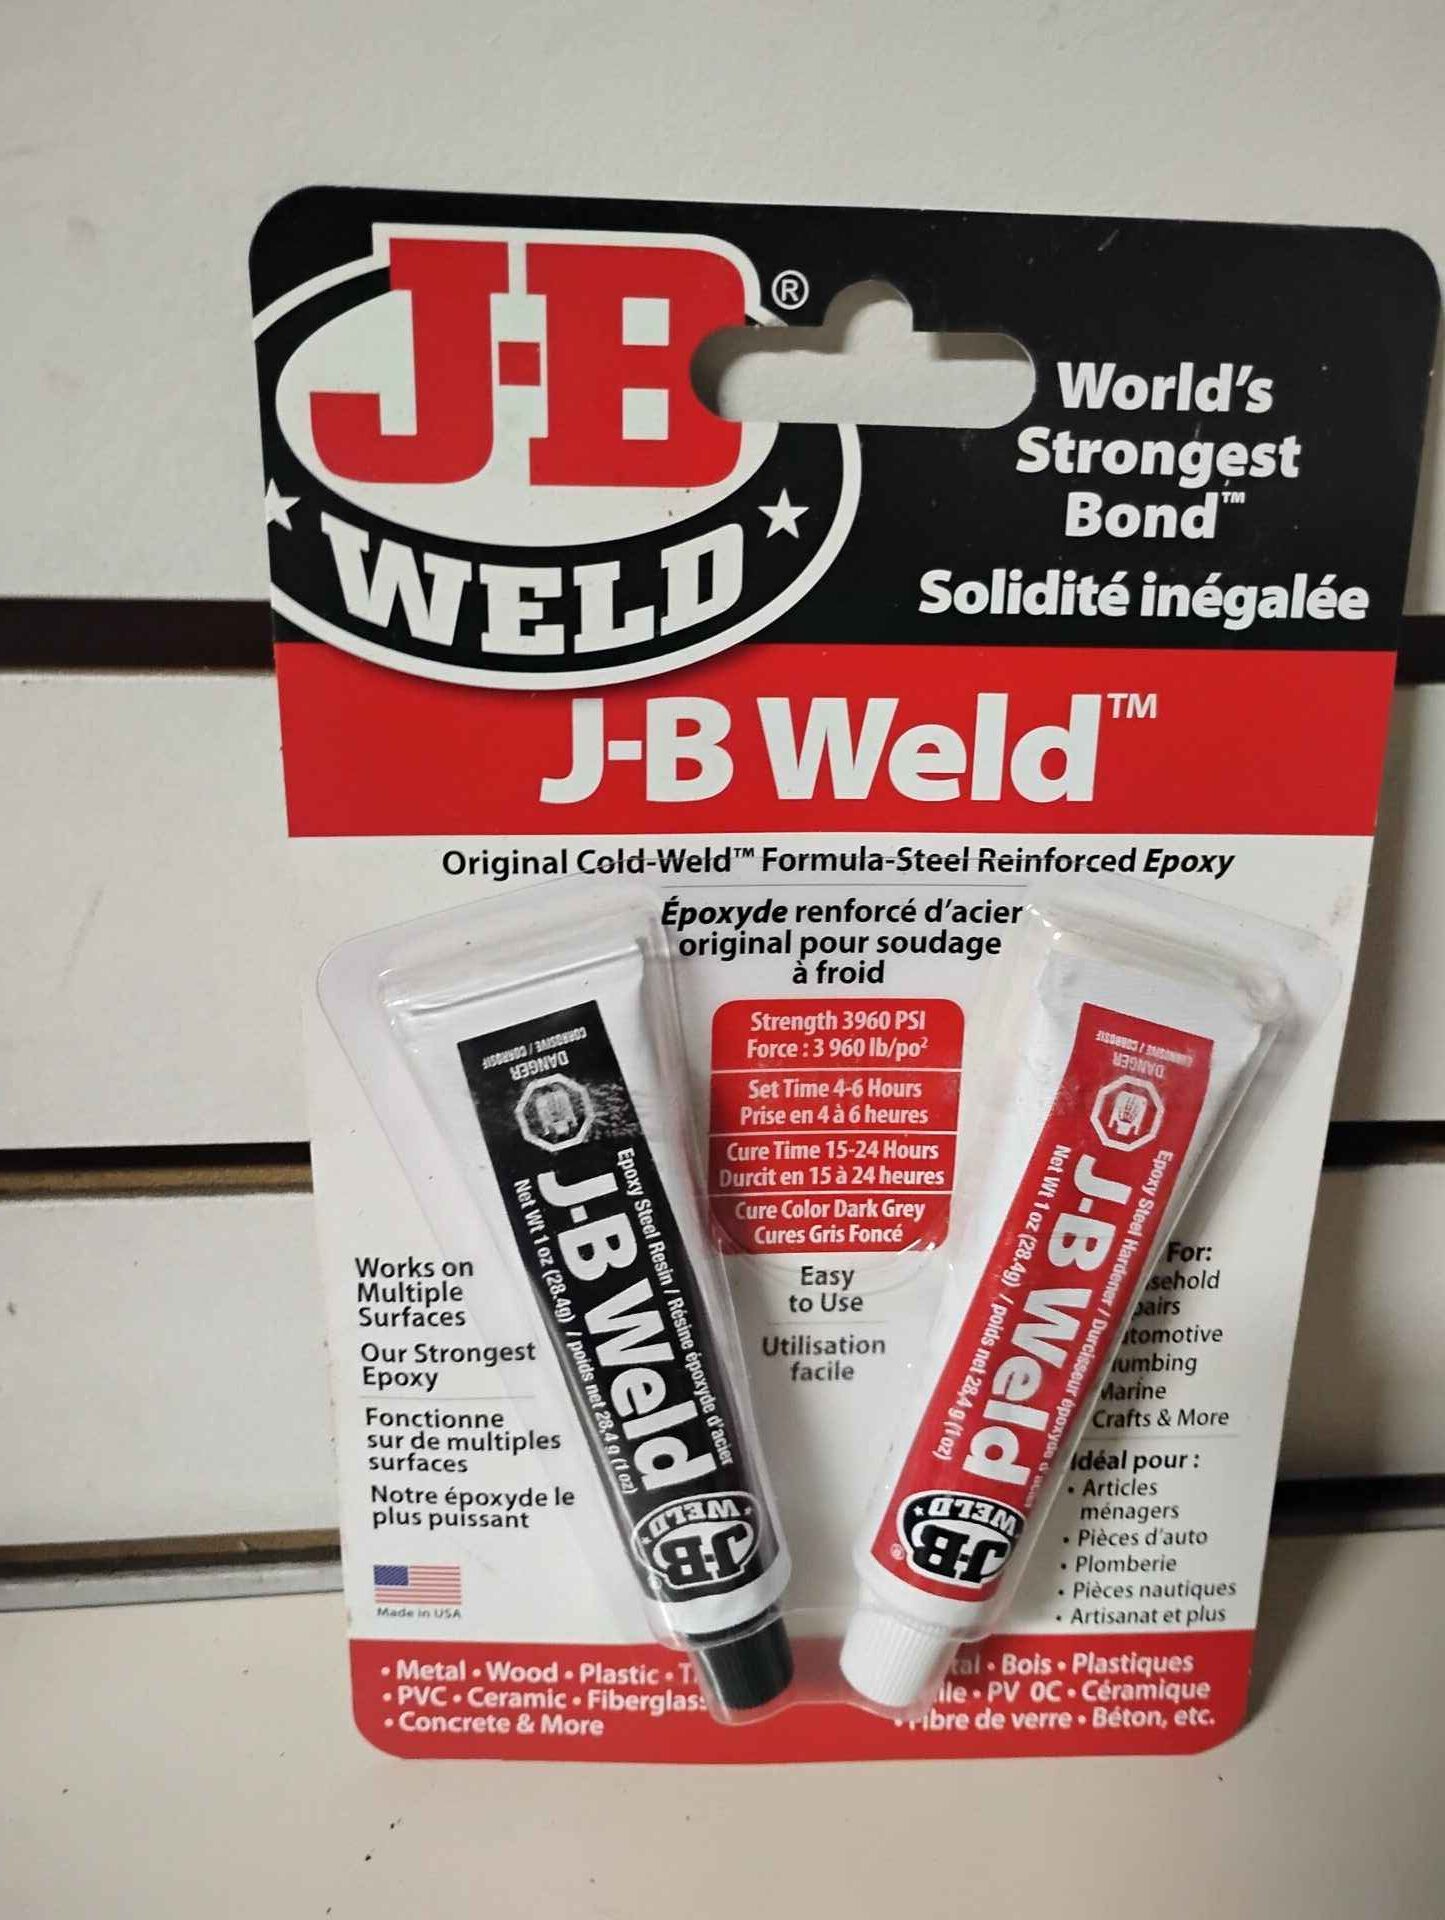 J-B
®
WELD
World's
Strongest
Bond™
Solidité inégalée
J-B Weld™
Original Cold-Weld™ Formula-Steel Reinforced Epoxy
Époxyde renforcé d'acier
original pour soudage
à froid
Strength 3960 PSI
Force : 3 960 lb/po²
Set Time 4-6 Hours
Prise en 4 à 6 heures
Cure Time 15-24 Hours
Durcit en 15 à 24 heures
Cure Color Dark Grey
Cures Gris Foncé
Easy
to Use
Utilisation
facile
DANGER
CORROSIVE / CORROSIF
Epoxy Steel Resin / Résine époxyde d'acier
J-B Weld
Net Wt 1 oz (28.4g) / poids net 28,4 g (1 oz)
J-B
WELD
DANGER
CORROSIVE / CORROSIF
Epoxy Steel Hardener / Durcisseur époxyde
J-B Weld
Net Wt 1 oz (28.4g) / poids net 28,4 g (1 oz)
J-B
WELD
®
Works on
Multiple
Surfaces
Our Strongest
Epoxy
Fonctionne
sur de multiples
surfaces
Notre époxyde le
plus puissant
Made in USA
For:
Marine
Crafts & More
Idéal pour :
• Articles
ménagers
• Pièces d'auto
• Plomberie
• Pièces nautiques
• Artisanat et plus
• Metal • Wood • Plastic •
• PVC • Ceramic • Fiberglass
• Concrete & More
• Bois • Plastiques
• PV 0C • Céramique
• Fibre de verre • Béton, etc.